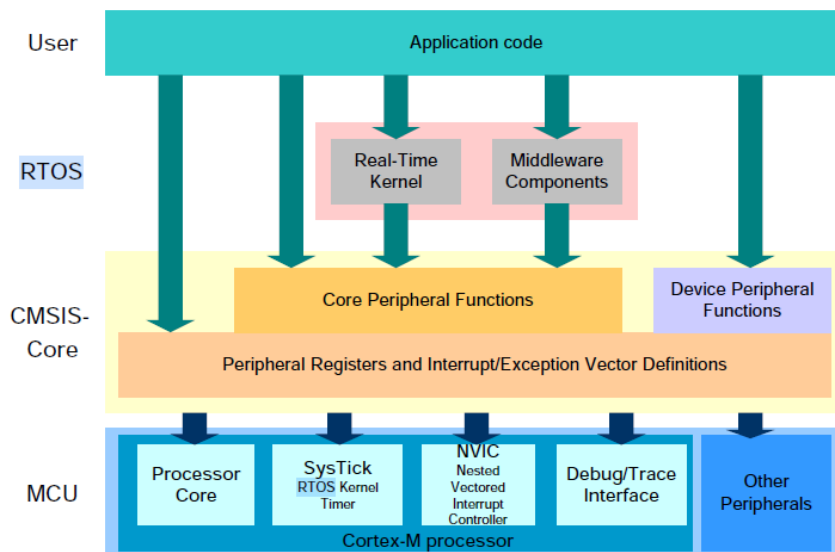 User
Application code
RTOS
Real-Time
Kernel
Middleware
Components
CMSIS-
Core
Core Peripheral Functions
Device Peripheral
Functions
Peripheral Registers and Interrupt/Exception Vector Definitions
MCU
Processor
Core
SysTick
RTOS Kernel
Timer
NVIC
Nested
Vectored
Interrupt
Controller
Debug/Trace
Interface
Other
Peripherals
Cortex-M processor